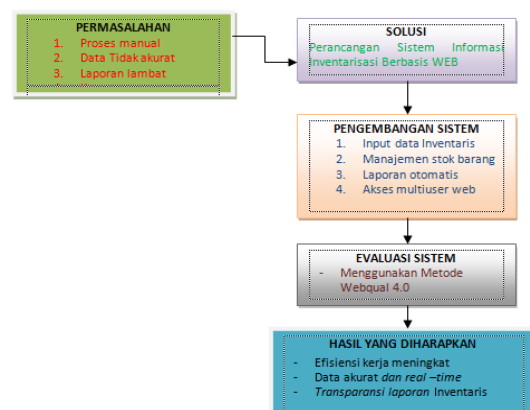 PERMASALAHAN
1. Proses manual
2. Data Tidak akurat
3. Laporan lambat
SOLUSI
Perancangan Sistem Informasi
Inventarisasi Berbasis WEB
PENGEMBANGAN SISTEM
1. Input data Inventaris
2. Manajemen stok barang
3. Laporan otomatis
4. Akses multiuser web
EVALUASI SISTEM
- Menggunakan Metode
Webqual 4.0
HASIL YANG DIHARAPKAN
- Efisiensi kerja meningkat
- Data akurat dan real –time
- Transparansi laporan Inventaris